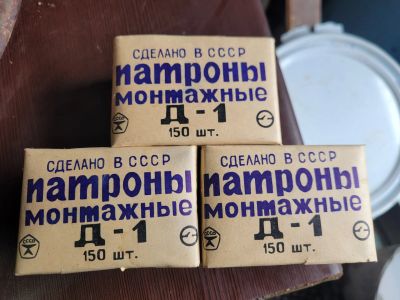 СДЕЛАНО В СССР
патроны
монтажные
Д-1
150 шт.
СДЕЛАНО В СССР
патроны
монтажные
Д-1
150 шт.
СДЕЛАНО В СССР
патроны
монтажные
Д-1
150 шт.